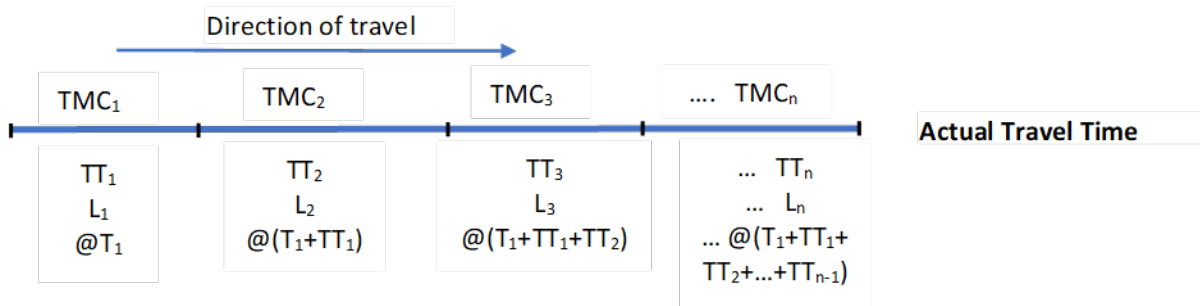 Direction of travel
TMC₁
TMC₂
TMC₃
.... TMCₙ
Actual Travel Time
TT₁
L₁
@T₁
TT₂
L₂
@(T₁+TT₁)
TT₃
L₃
@(T₁+TT₁+TT₂)
... TTₙ
... Lₙ
... @(T₁+TT₁+
TT₂+...+TTₙ₋₁)